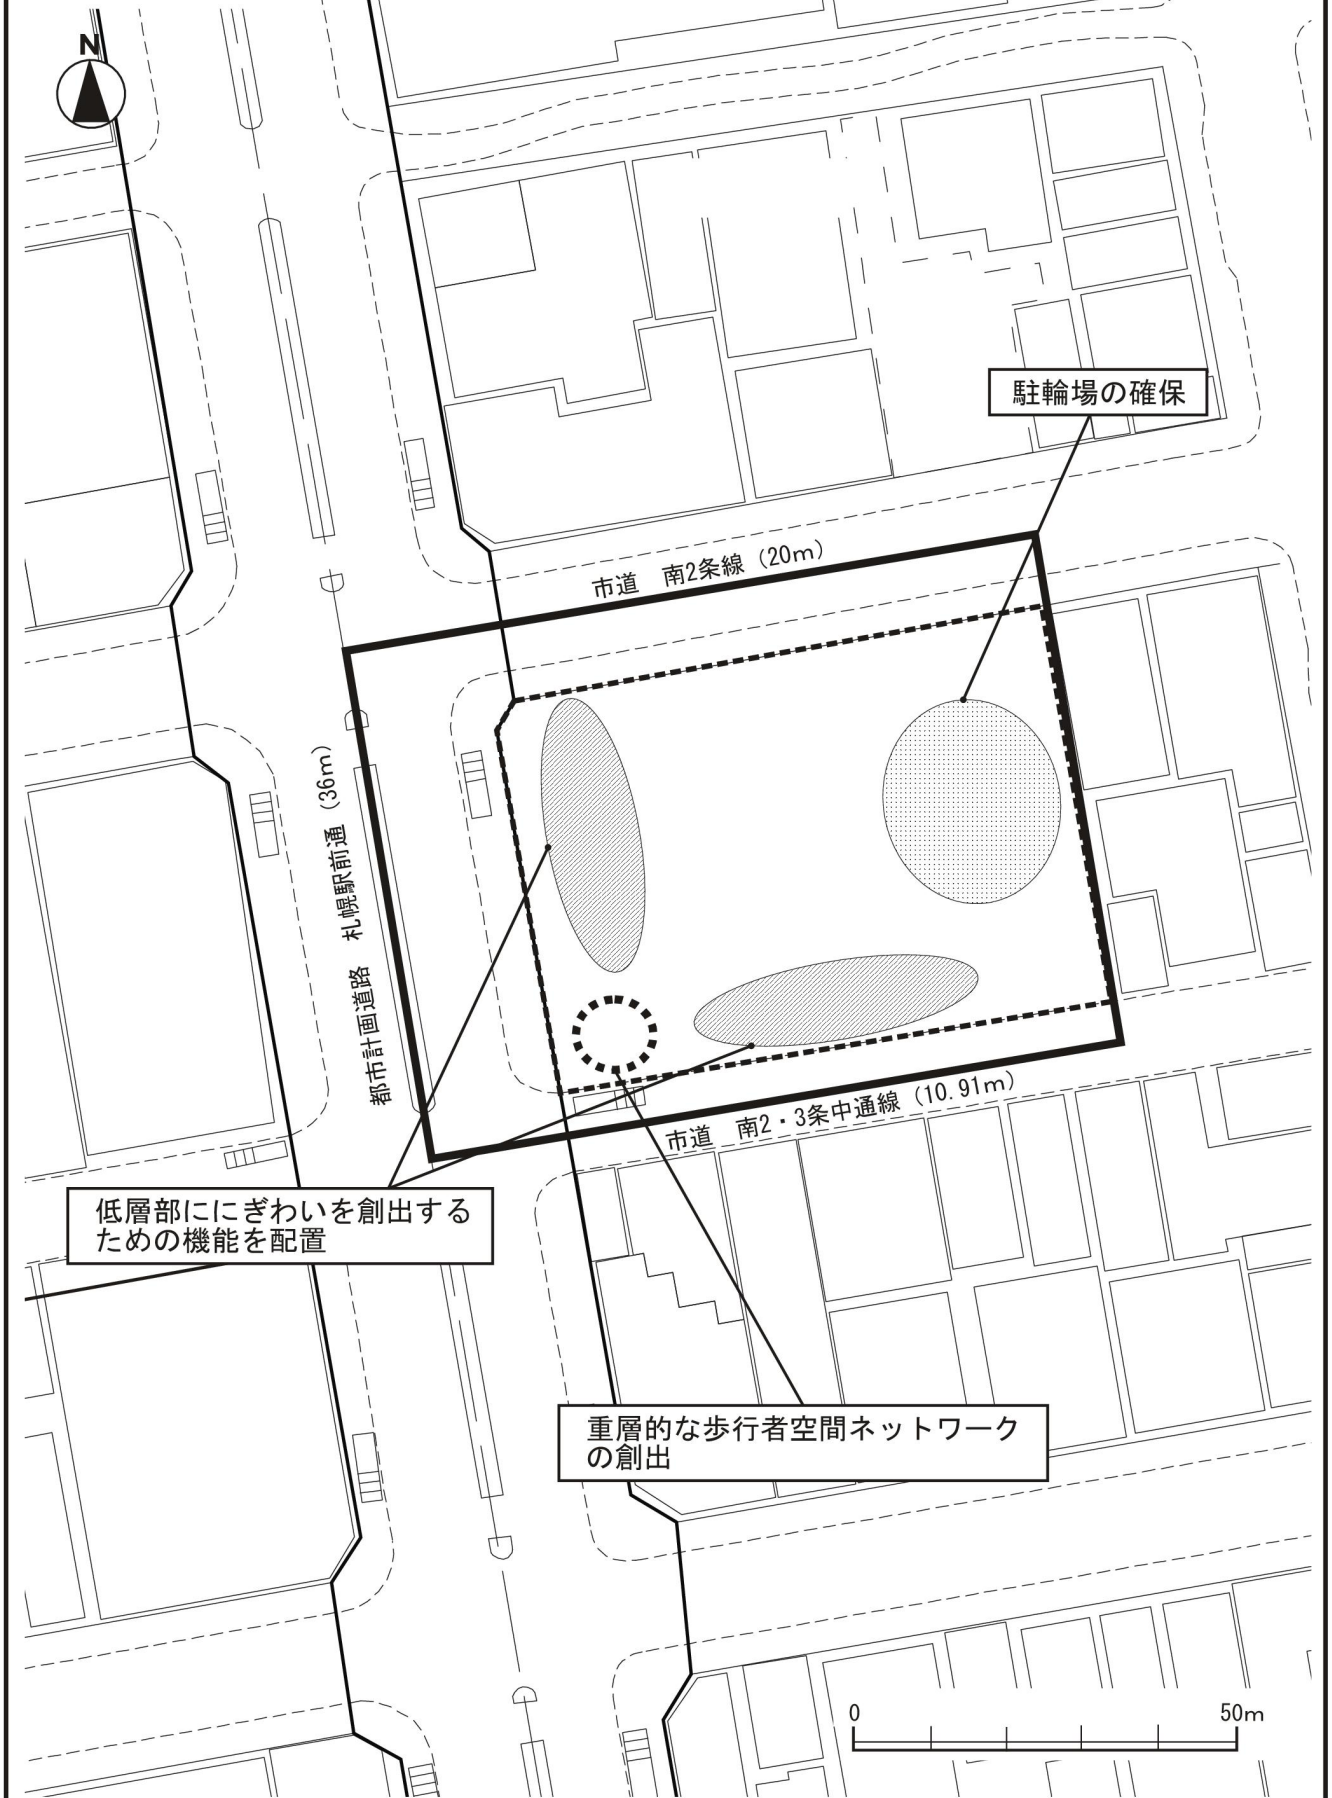 N
駐輪場の確保
市道　南2条線（20m）
都市計画道路　札幌駅前通（36m）
市道　南2・3条中通線（10.91m）
低層部ににぎわいを創出する
ための機能を配置
重層的な歩行者空間ネットワーク
の創出
0
50m